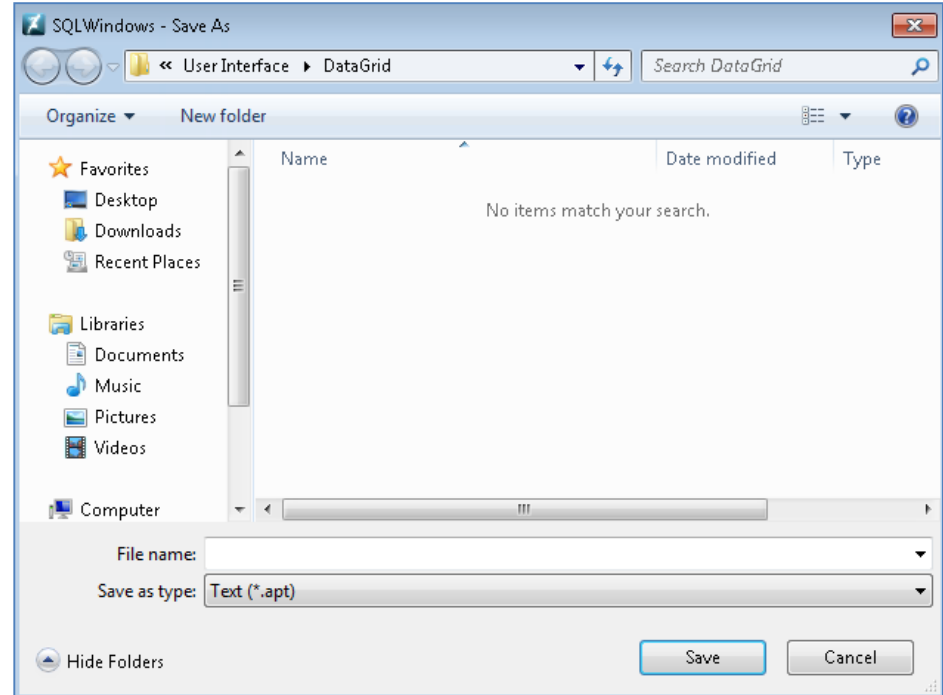 SQLWindows - Save As
« User Interface ▸ DataGrid
Search DataGrid
Organize
New folder
Name
Date modified
Type
No items match your search.
Favorites
Desktop
Downloads
Recent Places
Libraries
Documents
Music
Pictures
Videos
Computer
File name:
Save as type: Text (*.apt)
Hide Folders
Save
Cancel